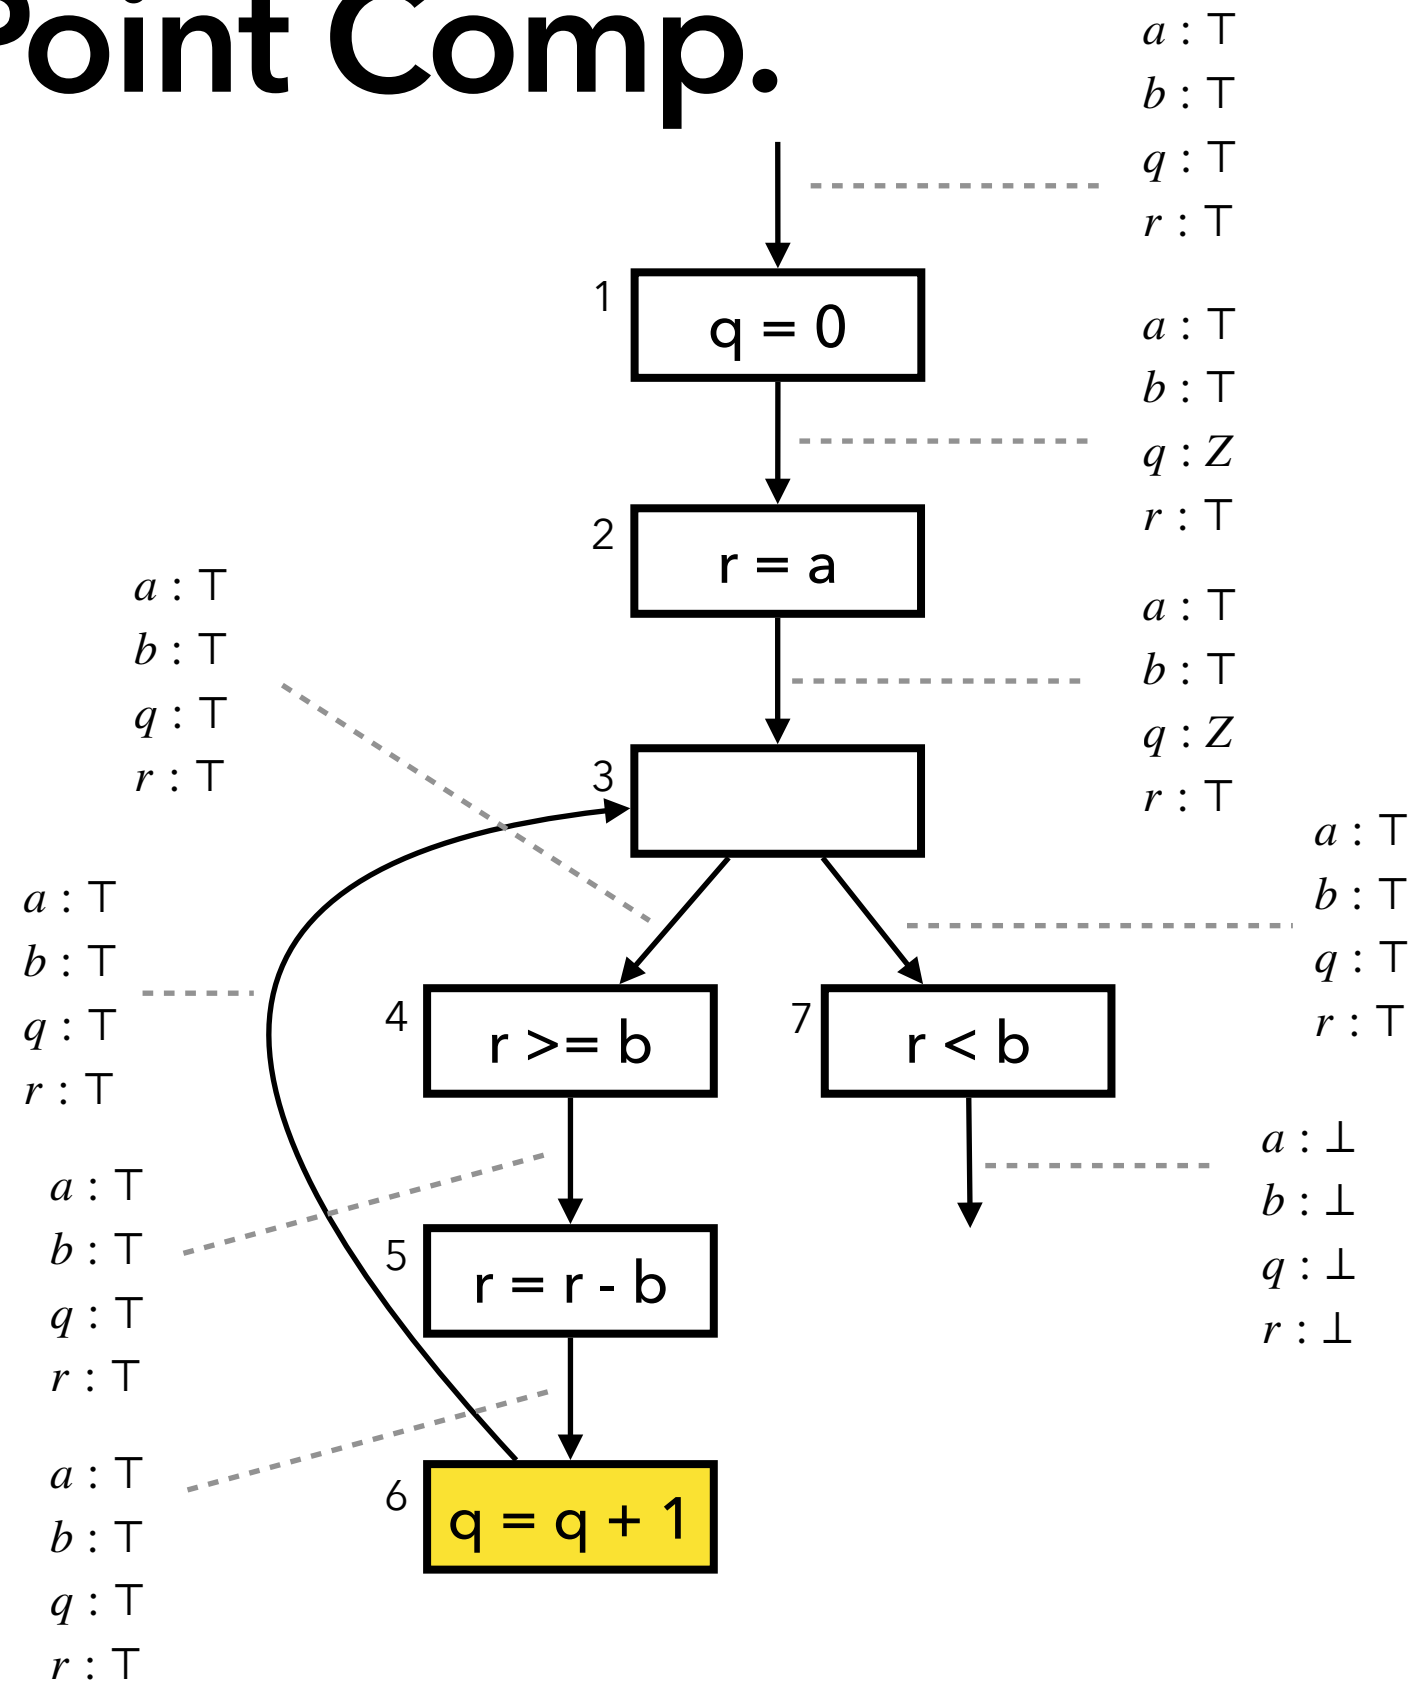 Point Comp.
a : ⊤
b : ⊤
q : ⊤
r : ⊤
1
q = 0
a : ⊤
b : ⊤
q : Z
r : ⊤
2
r = a
a : ⊤
b : ⊤
q : Z
r : ⊤
a : ⊤
b : ⊤
q : ⊤
r : ⊤
3
a : ⊤
b : ⊤
q : ⊤
r : ⊤
a : ⊤
b : ⊤
q : ⊤
r : ⊤
4
r >= b
7
r < b
a : ⊥
b : ⊥
q : ⊥
r : ⊥
a : ⊤
b : ⊤
q : ⊤
r : ⊤
5
r = r - b
a : ⊤
b : ⊤
q : ⊤
r : ⊤
6
q = q + 1